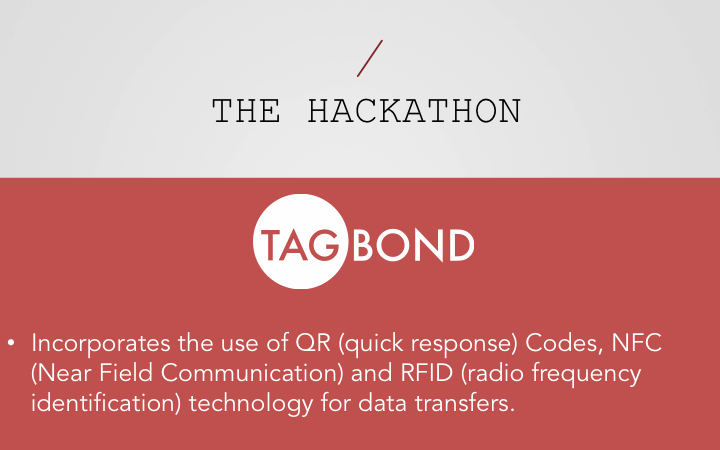 THE HACKATHON
TAGBOND
• Incorporates the use of QR (quick response) Codes, NFC
(Near Field Communication) and RFID (radio frequency
identification) technology for data transfers.